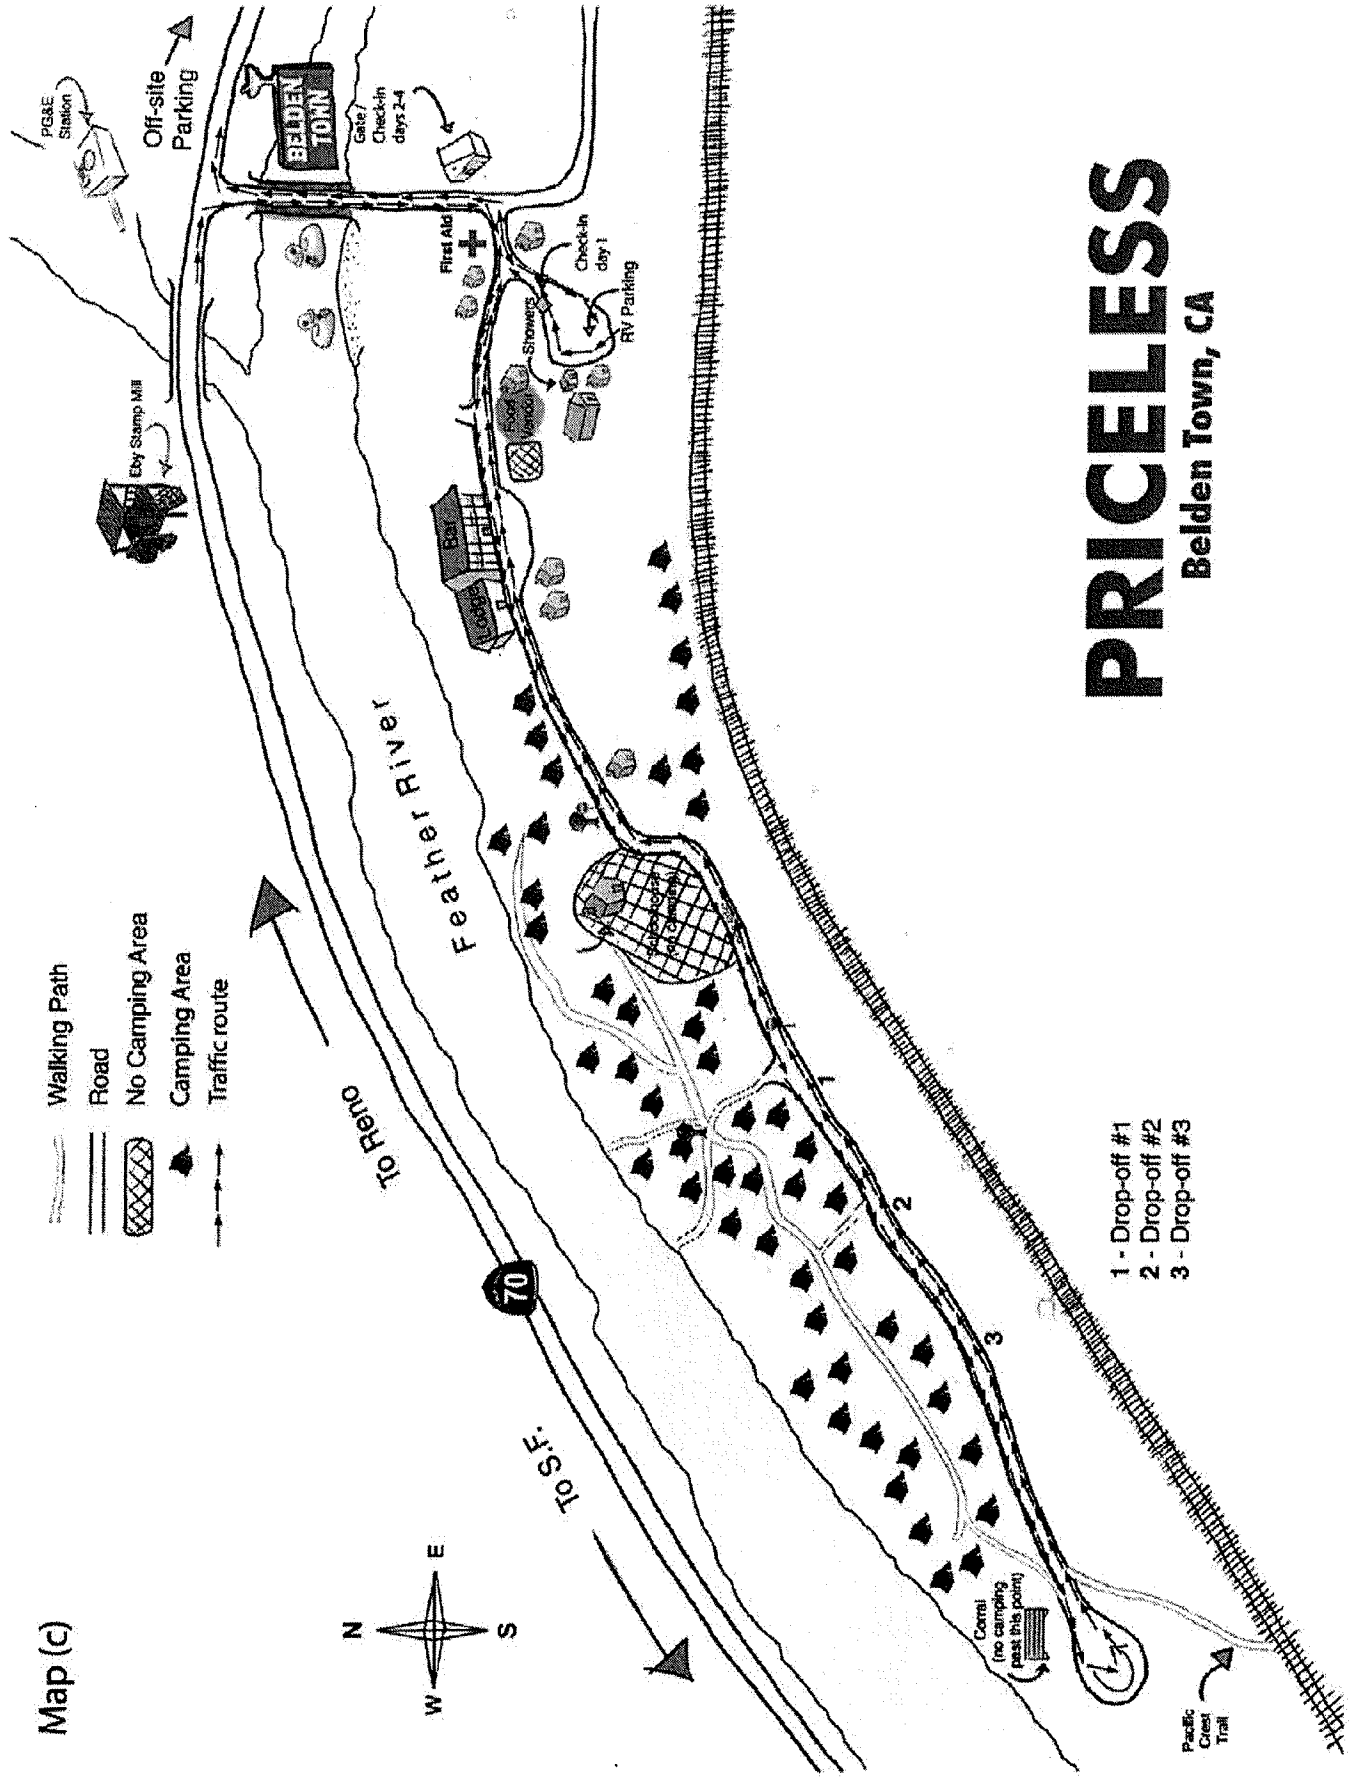 Map (c)
Walking Path
Road
No Camping Area
Camping Area
Traffic route
N
W
E
S
To Reno
To S.F.
70
Feather River
Eby Stamp Mill
PG&E
Station
Off-site
Parking
BELDEN
TOWN
Gate /
Check-in
days 2-4
First Aid
Check-in
day 1
RV Parking
Showers
Food
Vendor
Bar
Lodge
1
2
3
Corral
(no camping
past this point)
Pacific
Crest
Trail
1 - Drop-off #1
2 - Drop-off #2
3 - Drop-off #3
PRICELESS
Belden Town, CA